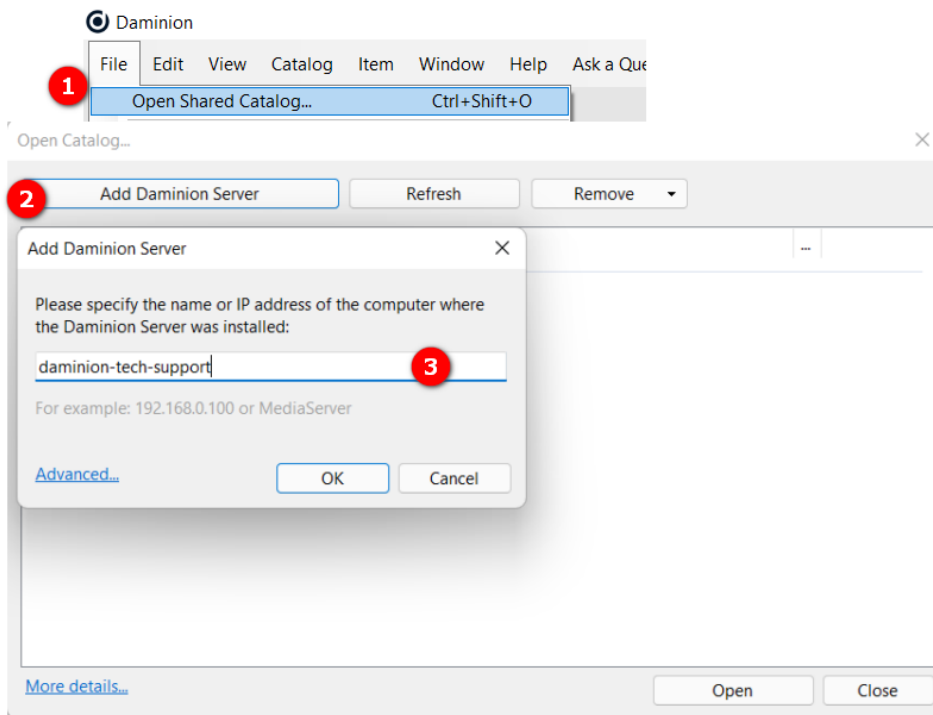 Daminion
File Edit View Catalog Item Window Help Ask a Que
1
Open Shared Catalog... Ctrl+Shift+O
Open Catalog...
2
Add Daminion Server Refresh Remove
...
Add Daminion Server
Please specify the name or IP address of the computer where
the Daminion Server was installed:
daminion-tech-support 3
For example: 192.168.0.100 or MediaServer
Advanced... OK Cancel
More details... Open Close